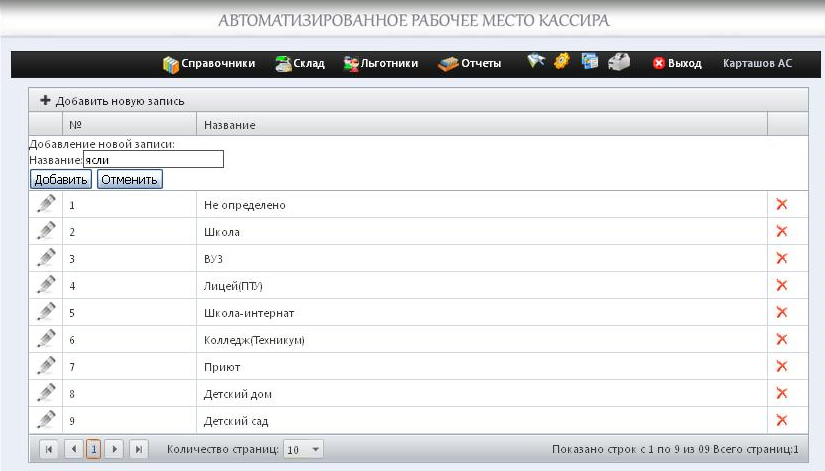 АВТОМАТИЗИРОВАННОЕ РАБОЧЕЕ МЕСТО КАССИРА
Справочники Склад Льготники Отчеты Выход Карташов АС
Добавить новую запись
№ Название
Добавление новой записи:
Название: ясли
Добавить Отменить
1 Не определено
2 Школа
3 ВУЗ
4 Лицей(ПТУ)
5 Школа-интернат
6 Колледж(Техникум)
7 Приют
8 Детский дом
9 Детский сад
1 Количество страниц: 10 Показано строк с 1 по 9 из 09 Всего страниц:1